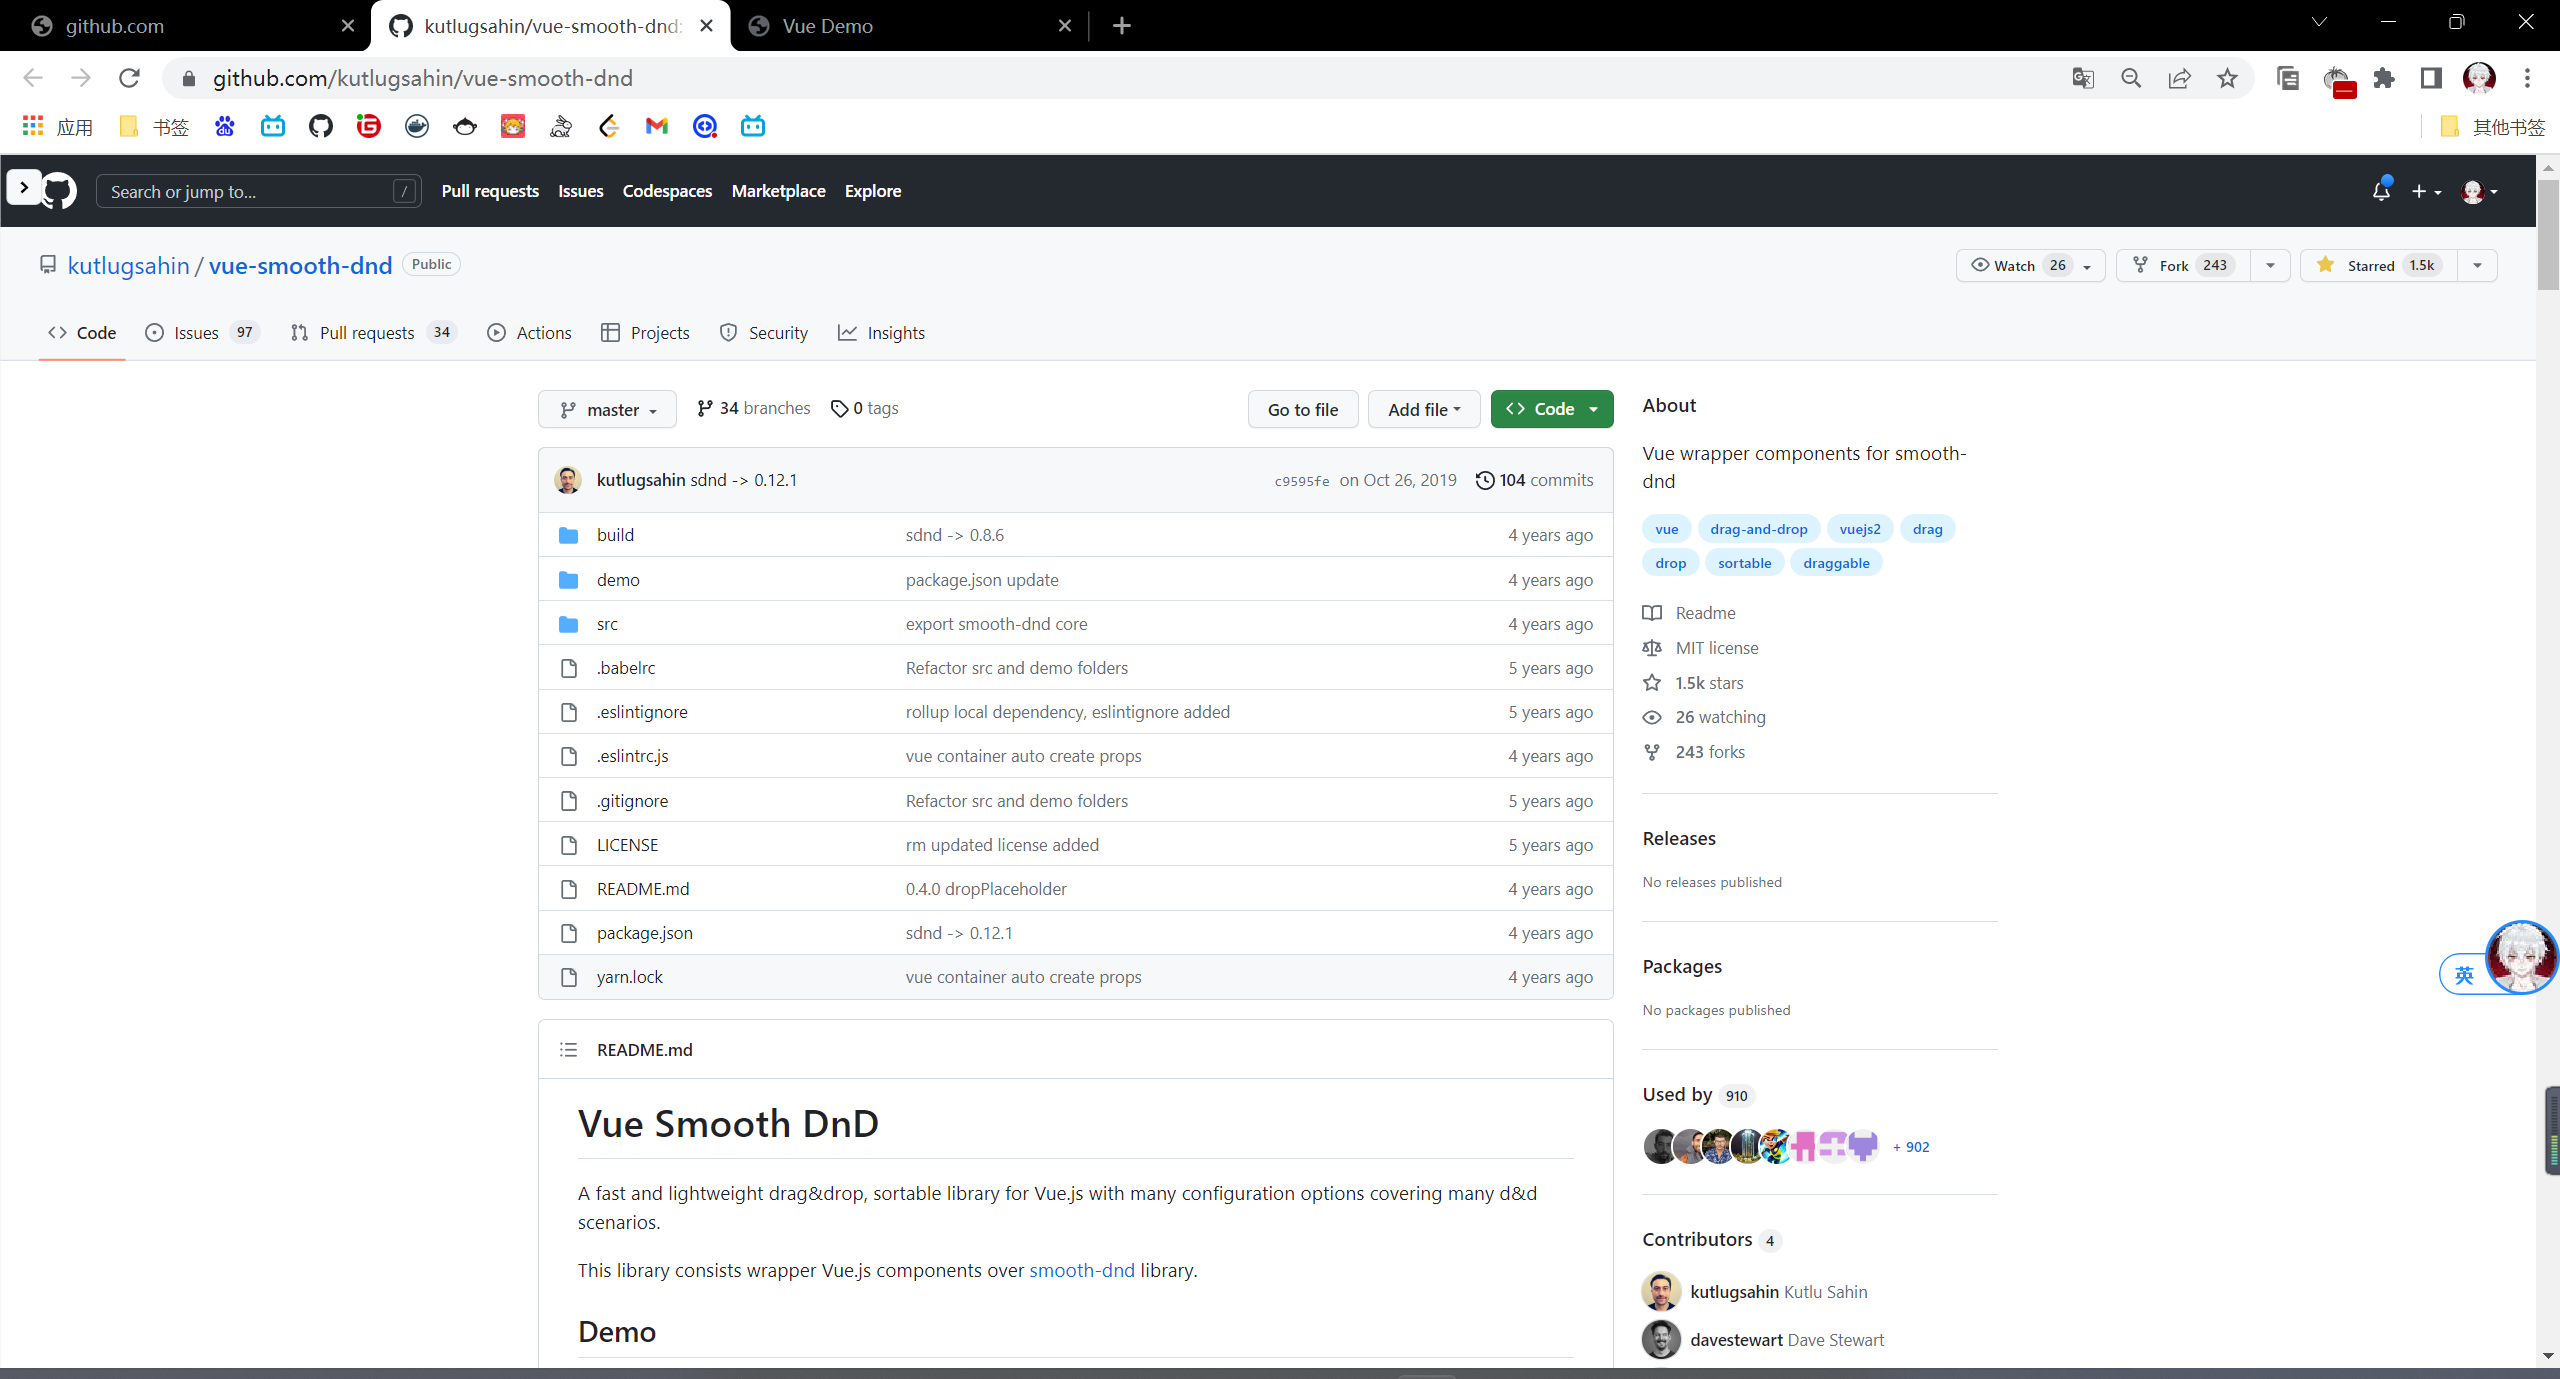 github.com
kutlugsahin/vue-smooth-dnd:
Vue Demo
github.com/kutlugsahin/vue-smooth-dnd
应用
书签
其他书签
Search or jump to...
/
Pull requests
Issues
Codespaces
Marketplace
Explore
kutlugsahin / vue-smooth-dnd
Public
Watch 26
Fork 243
Starred 1.5k
Code
Issues 97
Pull requests 34
Actions
Projects
Security
Insights
master
34 branches
0 tags
Go to file
Add file
Code
kutlugsahin sdnd -> 0.12.1
c9595fe on Oct 26, 2019
104 commits
build sdnd -> 0.8.6 4 years ago
demo package.json update 4 years ago
src export smooth-dnd core 4 years ago
.babelrc Refactor src and demo folders 5 years ago
.eslintignore rollup local dependency, eslintignore added 5 years ago
.eslintrc.js vue container auto create props 4 years ago
.gitignore Refactor src and demo folders 5 years ago
LICENSE rm updated license added 5 years ago
README.md 0.4.0 dropPlaceholder 4 years ago
package.json sdnd -> 0.12.1 4 years ago
yarn.lock vue container auto create props 4 years ago
README.md
Vue Smooth DnD
A fast and lightweight drag&drop, sortable library for Vue.js with many configuration options covering many d&d
scenarios.
This library consists wrapper Vue.js components over smooth-dnd library.
Demo
About
Vue wrapper components for smooth-
dnd
vue drag-and-drop vuejs2 drag
drop sortable draggable
Readme
MIT license
1.5k stars
26 watching
243 forks
Releases
No releases published
Packages
No packages published
Used by 910
+ 902
Contributors 4
kutlugsahin Kutlu Sahin
davestewart Dave Stewart
英